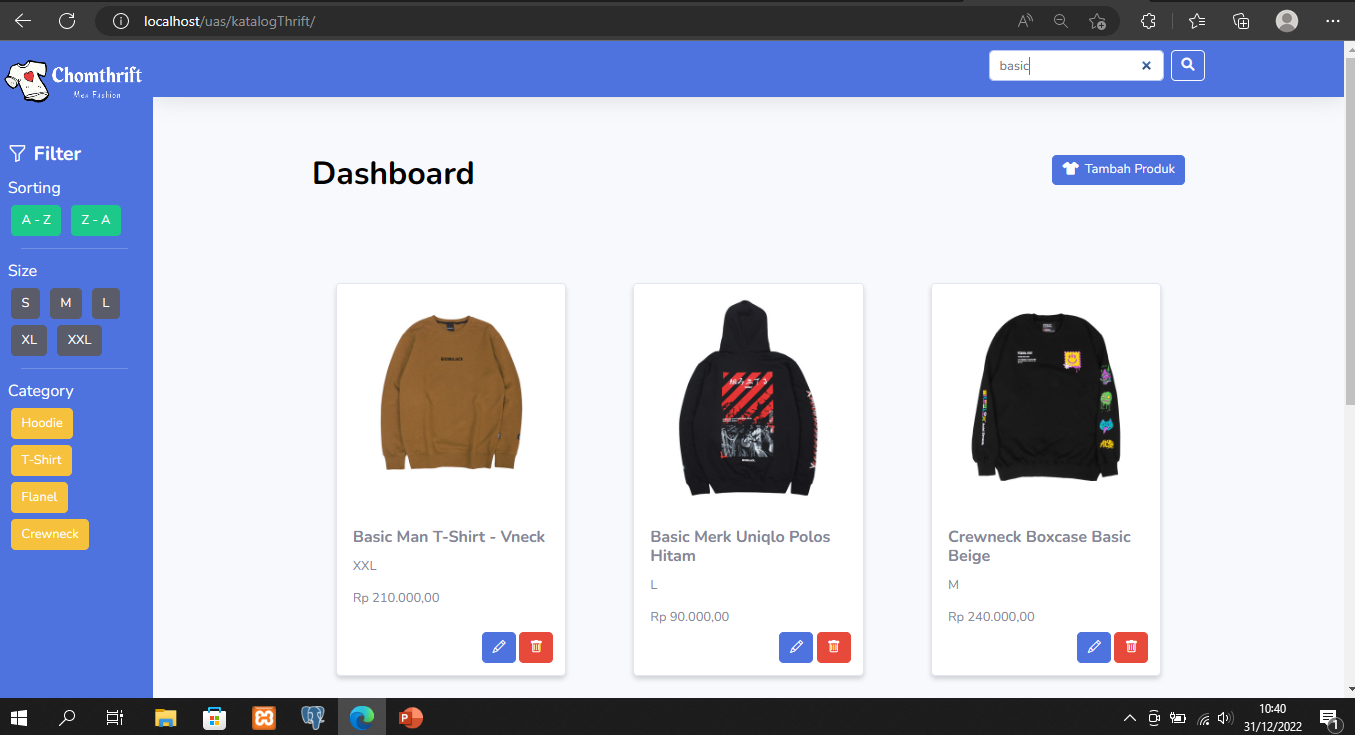 localhost/uas/katalogThrift/
Chomthrift
Men Fashion
basic
Filter
Sorting
A - Z
Z - A
Size
S
M
L
XL
XXL
Category
Hoodie
T-Shirt
Flanel
Crewneck
Dashboard
Tambah Produk
Basic Man T-Shirt - Vneck
XXL
Rp 210.000,00
Basic Merk Uniqlo Polos
Hitam
L
Rp 90.000,00
Crewneck Boxcase Basic
Beige
M
Rp 240.000,00
10:40
31/12/2022
1